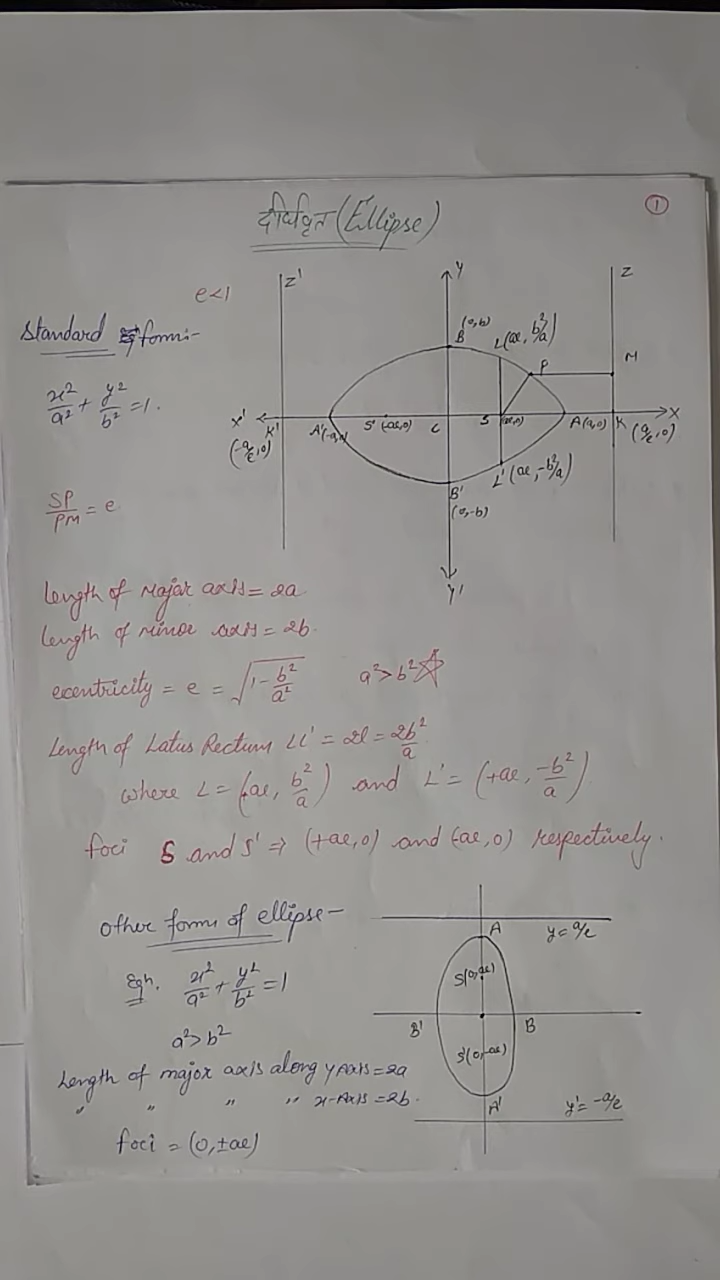 दीर्घवृत (Ellipse)
1
e<1
Standard form:-
x²/a² + y²/b² = 1.
SP/PM = e
Z'
Y
Z
B (0,b)
L(ae, b²/a)
P
M
X'
K'
(-a/e, 0)
A'(-a,0)
S' (-ae,0)
C
S (ae,0)
A(a,0)
K
(a/e, 0)
X
L' (ae, -b²/a)
B'
(0,-b)
Y'
Length of Major axis = 2a
Length of Minor axis = 2b
eccentricity = e = √(1 - b²/a²) a² > b² ☆
Length of Latus Rectum LL' = 2l = 2b²/a
where L = (+ae, b²/a) and L' = (+ae, -b²/a)
foci S and S' ⇒ (+ae,0) and (-ae,0) respectively.
Other forms of ellipse –
Eqn. x²/a² + y²/b² = 1
a² > b²
Length of major axis along y Axis = 2a
" " " " x-Axis = 2b.
foci = (0, ±ae)
A
y = a/e
S(0,ae)
B'
B
S'(0,-ae)
A'
y' = -a/e